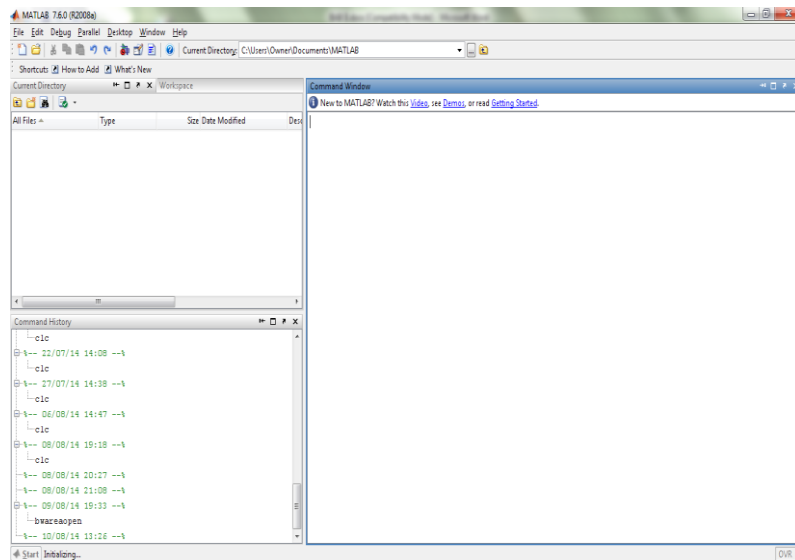 MATLAB 7.6.0 (R2008a)
File Edit Debug Parallel Desktop Window Help
Current Directory: C:\Users\Owner\Documents\MATLAB
Shortcuts How to Add What's New
Current Directory Workspace
All Files Type Size Date Modified Desc
Command History
clc
%-- 22/07/14 14:08 --%
clc
%-- 27/07/14 14:38 --%
clc
%-- 06/08/14 14:47 --%
clc
%-- 08/08/14 19:18 --%
clc
%-- 08/08/14 20:27 --%
%-- 08/08/14 21:08 --%
%-- 09/08/14 19:33 --%
bwareaopen
%-- 10/08/14 13:26 --%
Command Window
New to MATLAB? Watch this Video, see Demos, or read Getting Started.
Start Initializing...
OVR